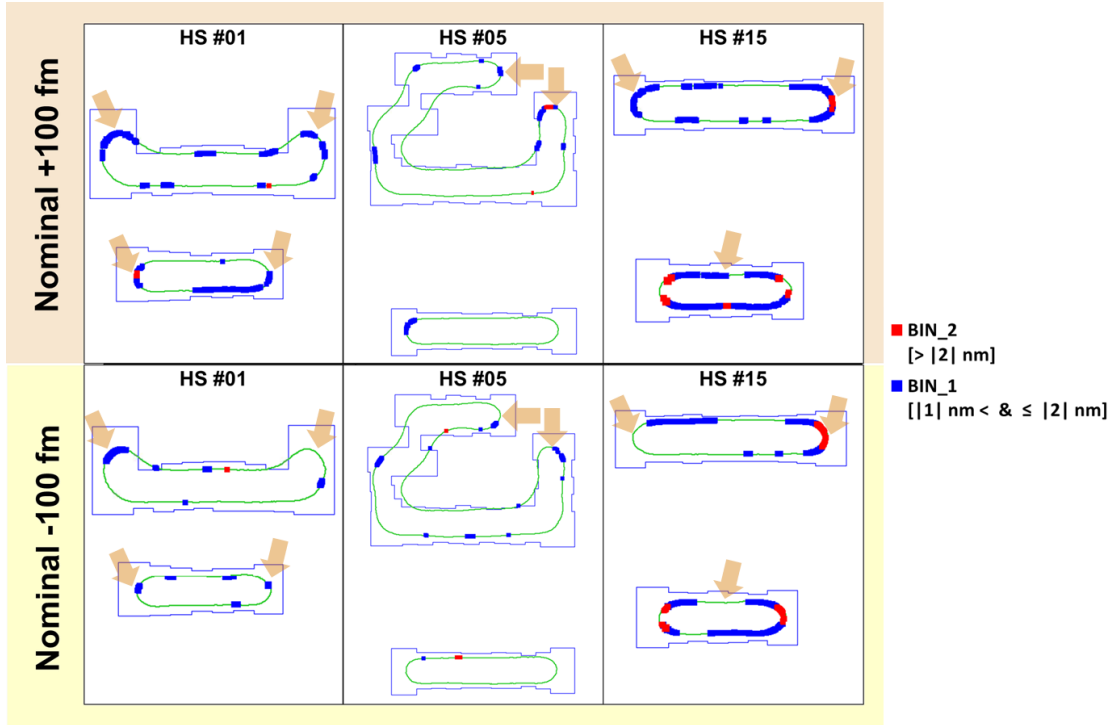 Nominal +100 fm
HS #01
HS #05
HS #15
BIN_2
[> |2| nm]
BIN_1
[|1| nm < & ≤ |2| nm]
Nominal -100 fm
HS #01
HS #05
HS #15